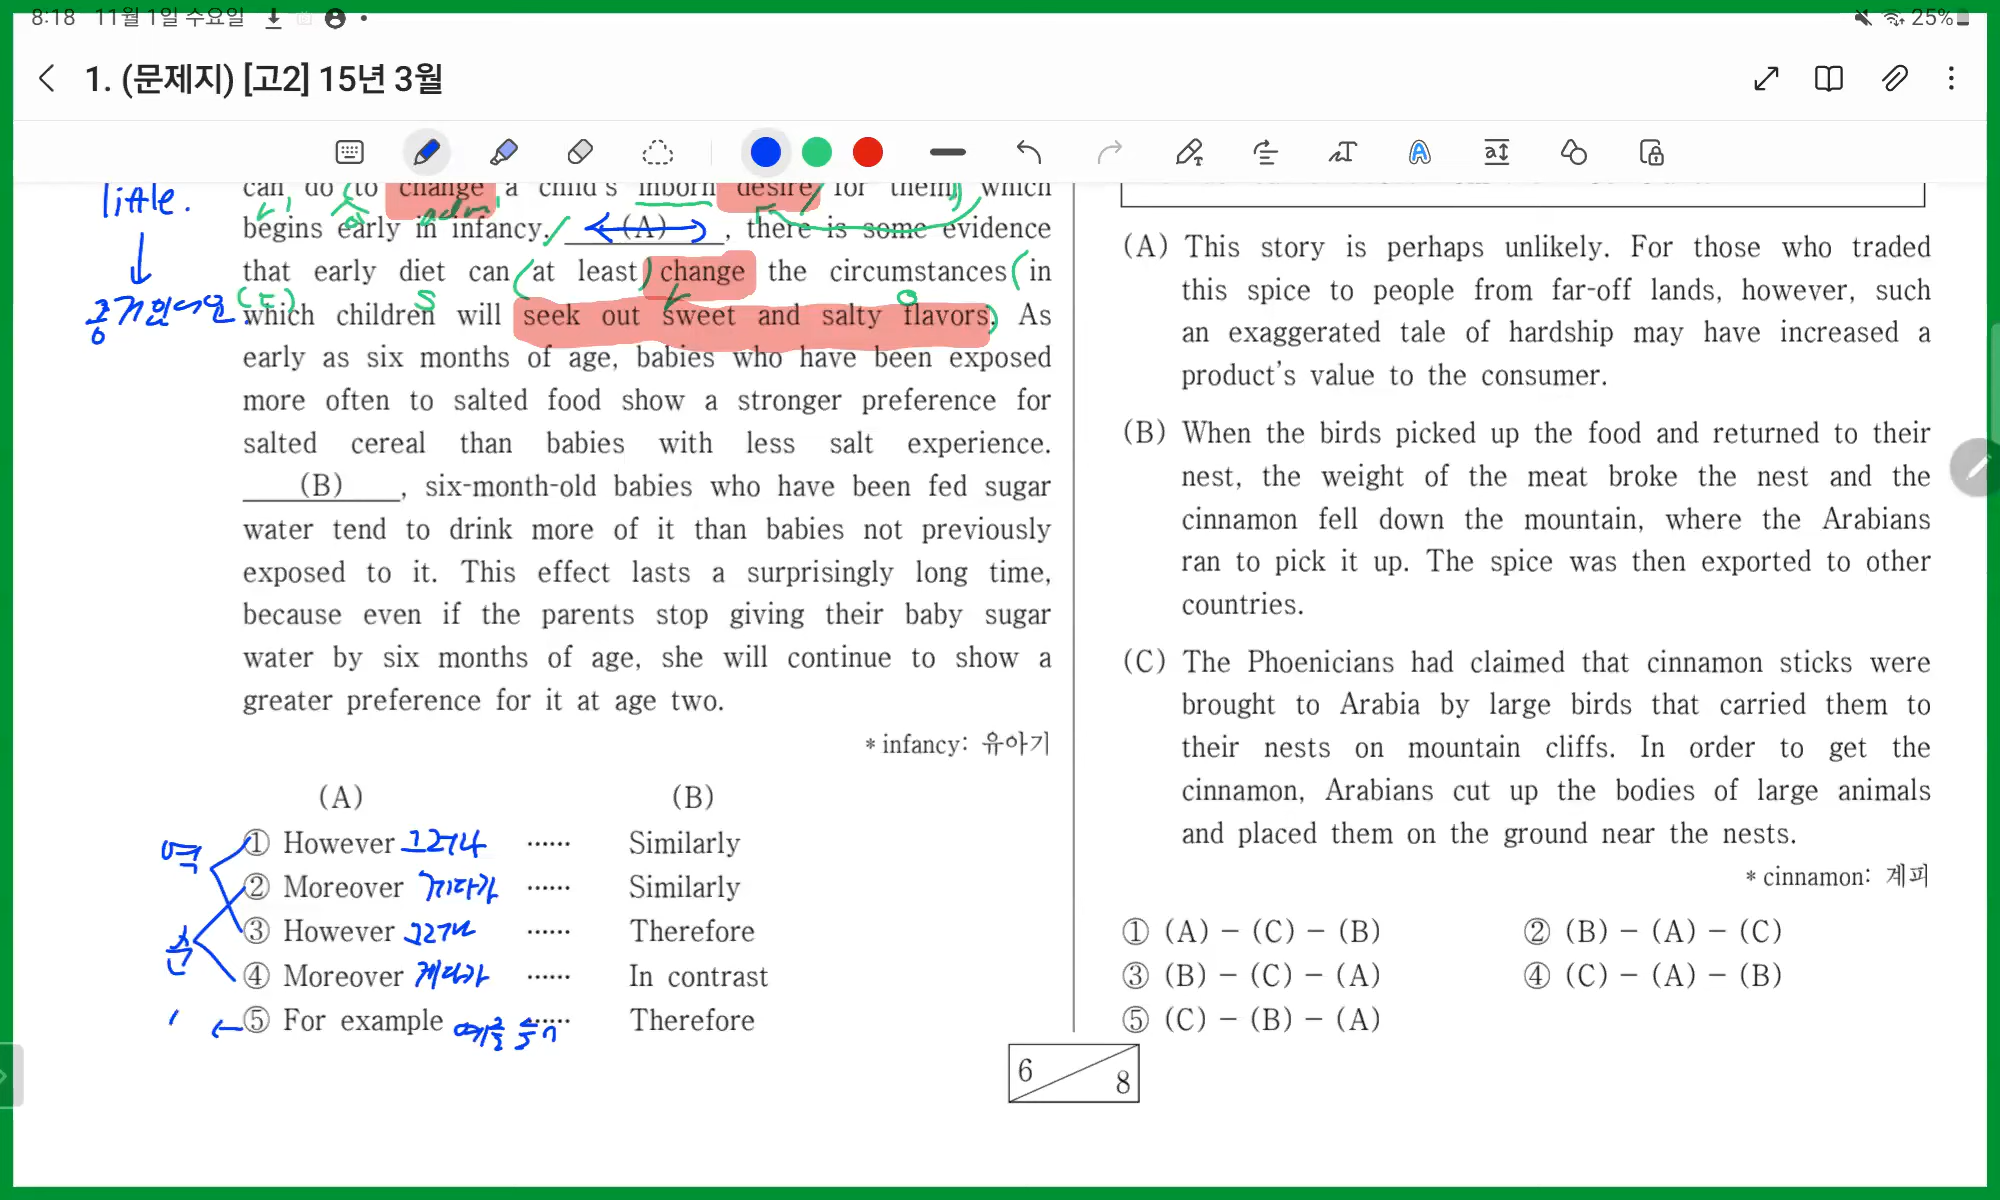 8:18 11월 1일 수요일
25%
1. (문제지) [고2] 15년 3월
little.
can do to change a child's inborn desire for them, which
begins early in infancy. (A) , there is some evidence
that early diet can at least change the circumstances in
which children will seek out sweet and salty flavors. As
early as six months of age, babies who have been exposed
more often to salted food show a stronger preference for
salted cereal than babies with less salt experience.
(B) , six-month-old babies who have been fed sugar
water tend to drink more of it than babies not previously
exposed to it. This effect lasts a surprisingly long time,
because even if the parents stop giving their baby sugar
water by six months of age, she will continue to show a
greater preference for it at age two.
* infancy: 유아기
(A) (B)
역
① However 그러나 ...... Similarly
② Moreover 게다가 ...... Similarly
③ However 그러나 ...... Therefore
순
④ Moreover 게다가 ...... In contrast
⑤ For example 예를 들어 ...... Therefore
(A) This story is perhaps unlikely. For those who traded
this spice to people from far-off lands, however, such
an exaggerated tale of hardship may have increased a
product's value to the consumer.
(B) When the birds picked up the food and returned to their
nest, the weight of the meat broke the nest and the
cinnamon fell down the mountain, where the Arabians
ran to pick it up. The spice was then exported to other
countries.
(C) The Phoenicians had claimed that cinnamon sticks were
brought to Arabia by large birds that carried them to
their nests on mountain cliffs. In order to get the
cinnamon, Arabians cut up the bodies of large animals
and placed them on the ground near the nests.
* cinnamon: 계피
① (A) - (C) - (B) ② (B) - (A) - (C)
③ (B) - (C) - (A) ④ (C) - (A) - (B)
⑤ (C) - (B) - (A)
6 8